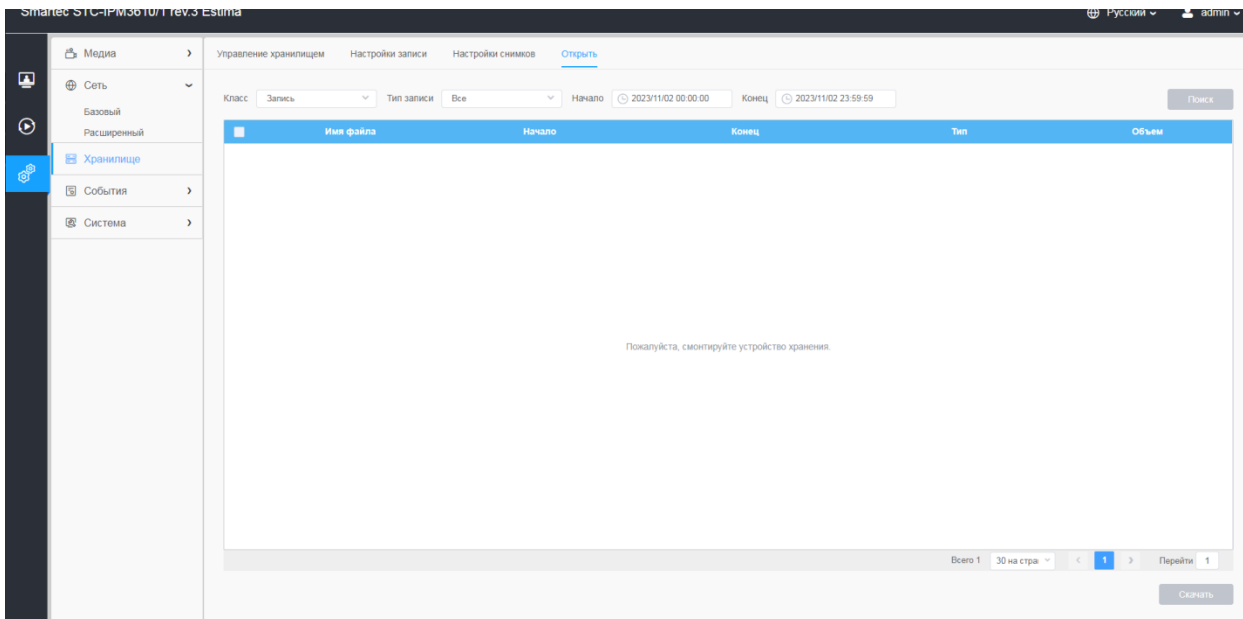 Smartec STC-IPM3610/1 rev.3 Estima
Русский
admin
Медиа
Сеть
Базовый
Расширенный
Хранилище
События
Система
Управление хранилищем Настройки записи Настройки снимков Открыть
Класс Запись Тип записи Все Начало 2023/11/02 00:00:00 Конец 2023/11/02 23:59:59 Поиск
Имя файла Начало Конец Тип Объем
Пожалуйста, смонтируйте устройство хранения.
Всего 1 30 на стра < 1 > Перейти 1
Скачать